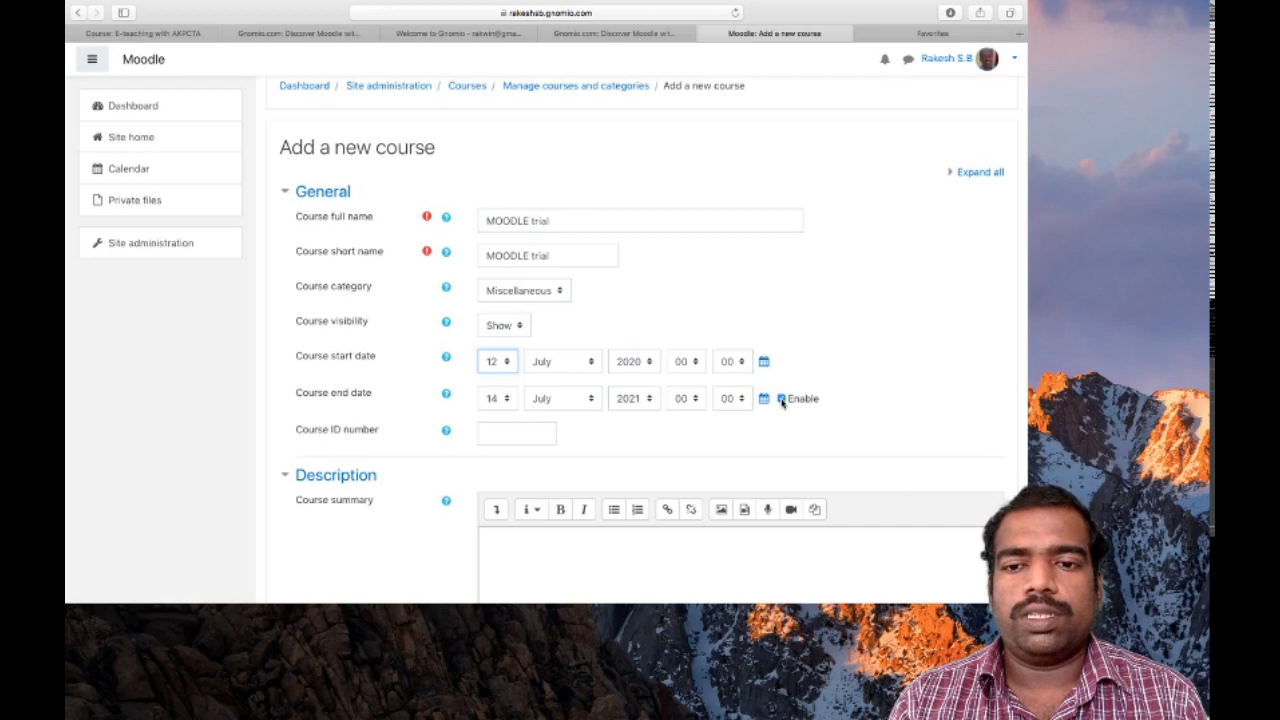 rakeshsb.gnomio.com
Course: E-teaching with AKPCTA
Gnomio.com: Discover Moodle wit...
Welcome to Gnomio - rakwin@gma...
Gnomio.com: Discover Moodle wit...
Moodle: Add a new course
Favorites
Moodle
Rakesh S.B
Dashboard / Site administration / Courses / Manage courses and categories / Add a new course
Dashboard
Site home
Calendar
Private files
Site administration
Add a new course
Expand all
General
Course full name
MOODLE trial
Course short name
MOODLE trial
Course category
Miscellaneous
Course visibility
Show
Course start date
12 July 2020 00 00
Course end date
14 July 2021 00 00 Enable
Course ID number
Description
Course summary
B I